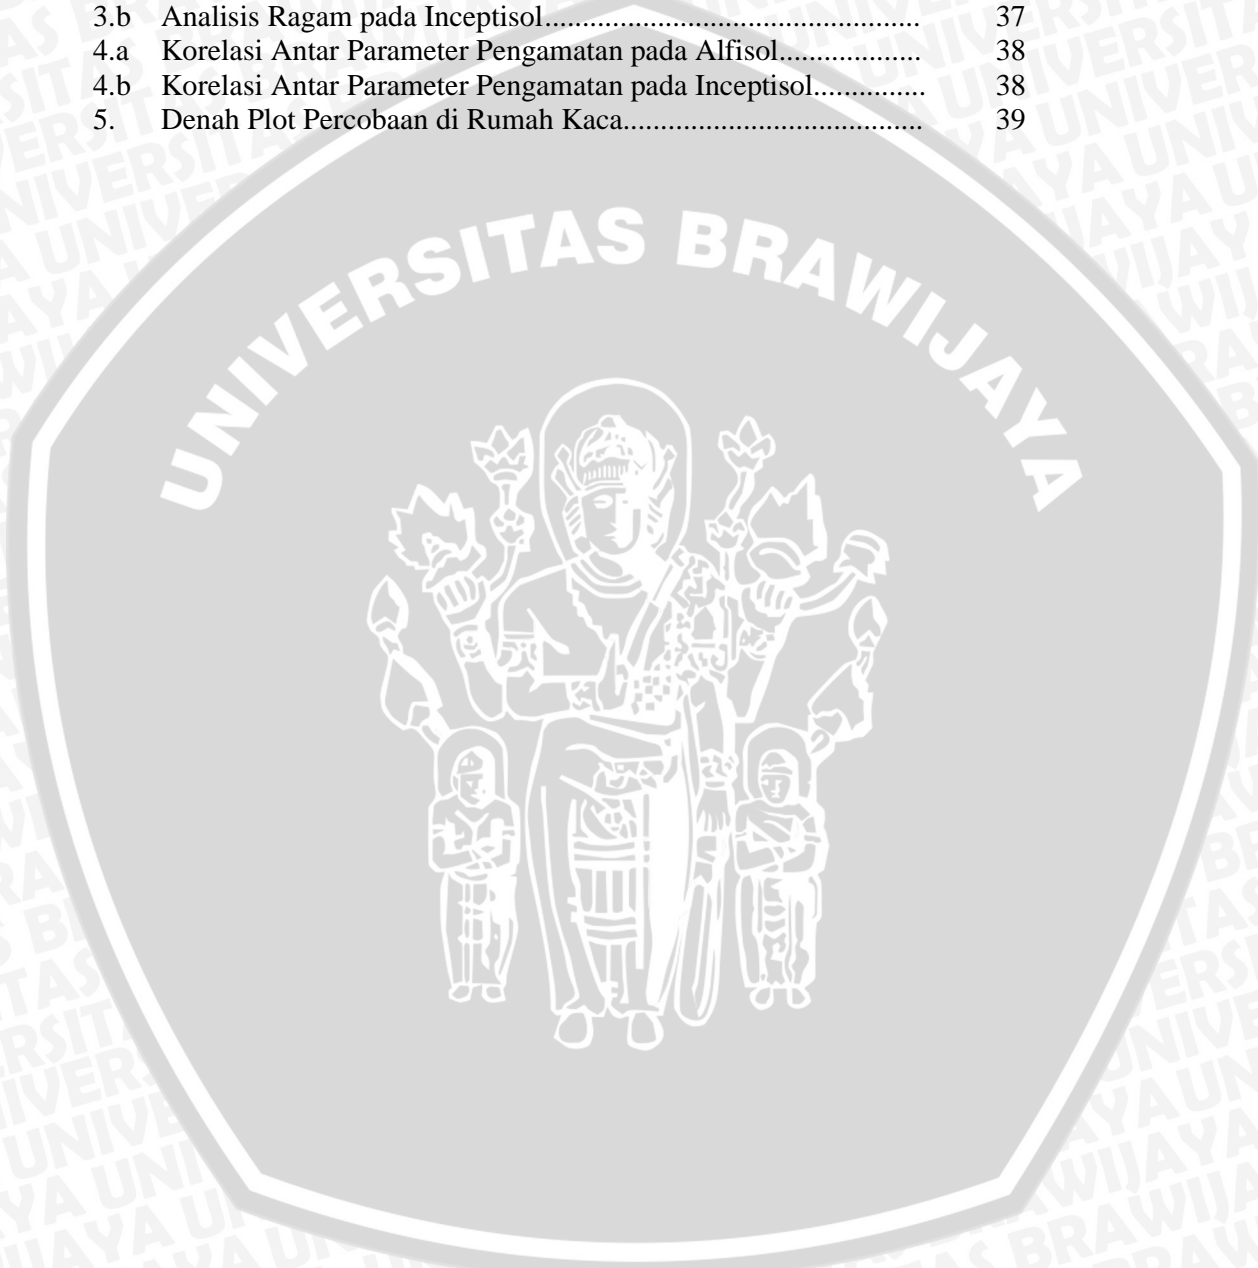 3.b Analisis Ragam pada Inceptisol.................................................. 37
4.a Korelasi Antar Parameter Pengamatan pada Alfisol................... 38
4.b Korelasi Antar Parameter Pengamatan pada Inceptisol............... 38
5. Denah Plot Percobaan di Rumah Kaca........................................ 39
UNIVERSITAS BRAWIJAYA